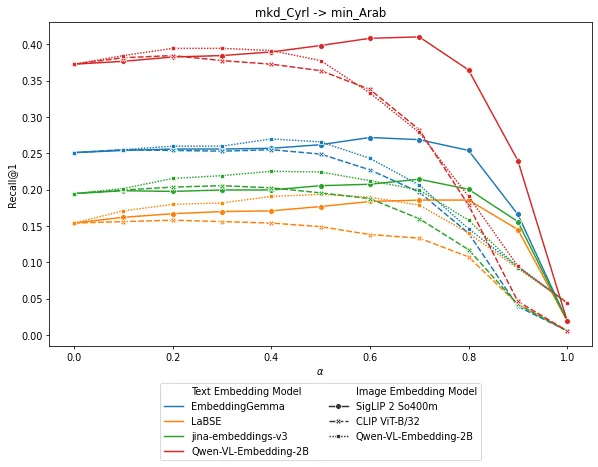 mkd_Cyrl -> min_Arab
Recall@1
0.40
0.35
0.30
0.25
0.20
0.15
0.10
0.05
0.00
0.0 0.2 0.4 0.6 0.8 1.0
α
Text Embedding Model Image Embedding Model
EmbeddingGemma SigLIP 2 So400m
LaBSE CLIP ViT-B/32
jina-embeddings-v3 Qwen-VL-Embedding-2B
Qwen-VL-Embedding-2B